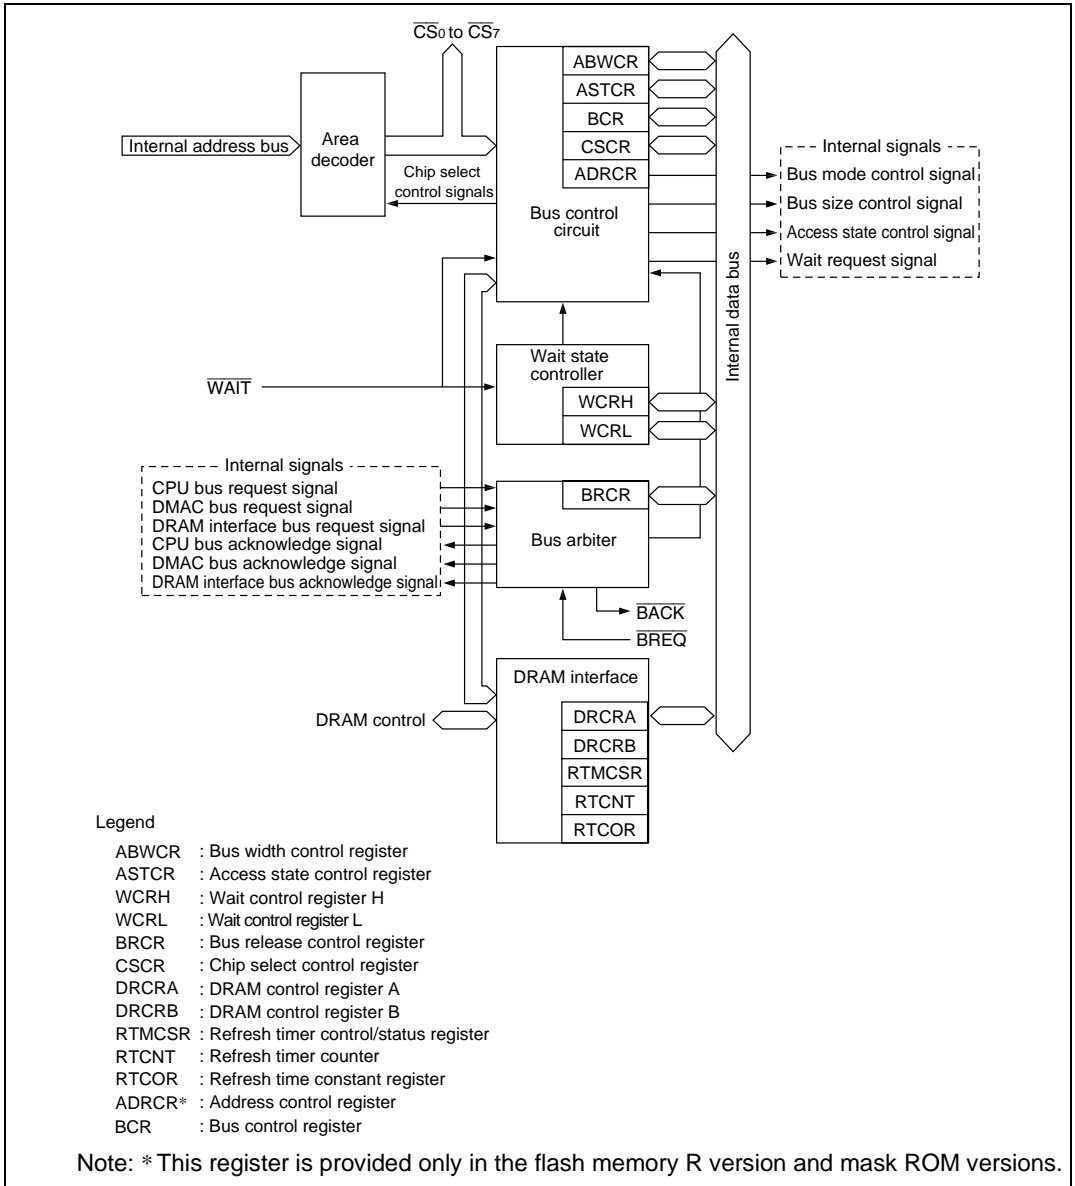 CS0 to CS7
Internal address bus
Area
decoder
Chip select
control signals
ABWCR
ASTCR
BCR
CSCR
ADRCR
Bus control
circuit
Internal data bus
Internal signals
Bus mode control signal
Bus size control signal
Access state control signal
Wait request signal
WAIT
Wait state
controller
WCRH
WCRL
Internal signals
CPU bus request signal
DMAC bus request signal
DRAM interface bus request signal
CPU bus acknowledge signal
DMAC bus acknowledge signal
DRAM interface bus acknowledge signal
BRCR
Bus arbiter
BACK
BREQ
DRAM interface
DRAM control
DRCRA
DRCRB
RTMCSR
RTCNT
RTCOR
Legend
ABWCR : Bus width control register
ASTCR : Access state control register
WCRH : Wait control register H
WCRL : Wait control register L
BRCR : Bus release control register
CSCR : Chip select control register
DRCRA : DRAM control register A
DRCRB : DRAM control register B
RTMCSR : Refresh timer control/status register
RTCNT : Refresh timer counter
RTCOR : Refresh time constant register
ADRCR* : Address control register
BCR : Bus control register
Note: * This register is provided only in the flash memory R version and mask ROM versions.